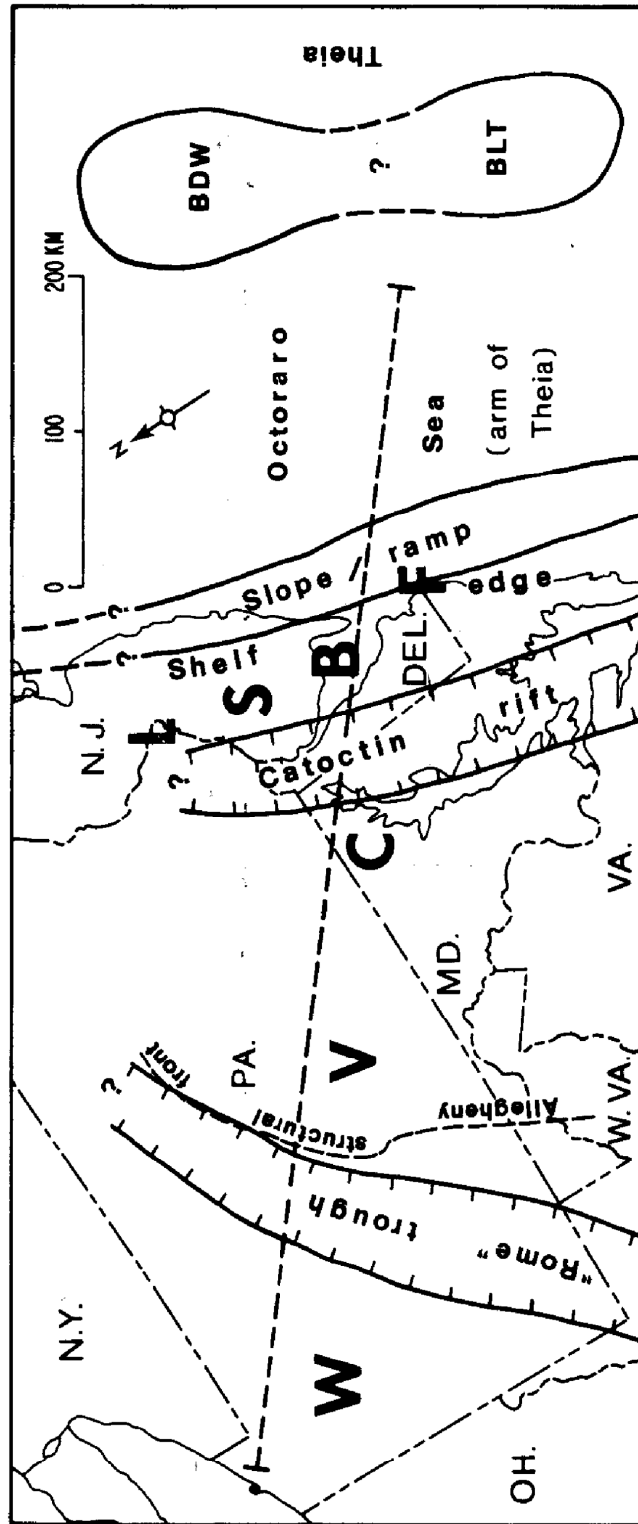 N.Y.
N.J.
PA.
OH.
MD.
DEL.
VA.
W. VA.
W
V
C
S
B
L
F
"Rome" trough
Allegheny structural front
Catoctin rift
Shelf edge
Slope / ramp
Octoraro
Sea
(arm of
Theia)
BDW
?
BLT
Theia
0 100 200 KM
N
?
?
?
?